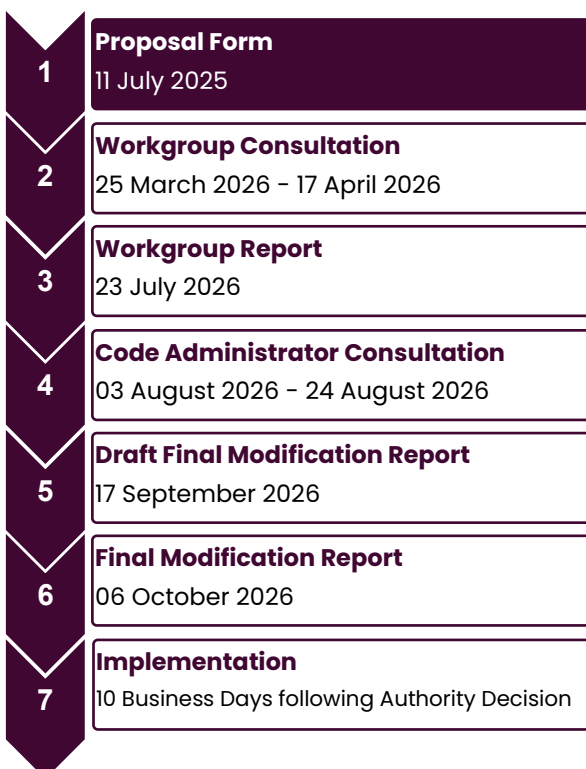 1
Proposal Form
11 July 2025
2
Workgroup Consultation
25 March 2026 - 17 April 2026
3
Workgroup Report
23 July 2026
4
Code Administrator Consultation
03 August 2026 - 24 August 2026
5
Draft Final Modification Report
17 September 2026
6
Final Modification Report
06 October 2026
7
Implementation
10 Business Days following Authority Decision